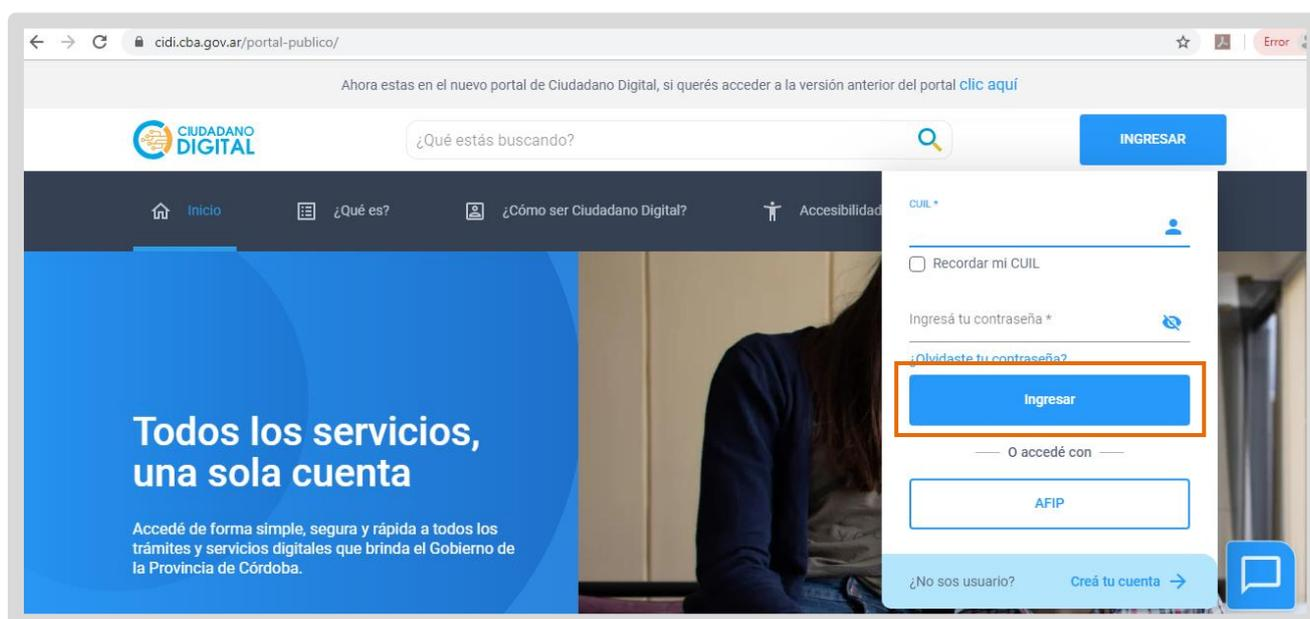 cidi.cba.gov.ar/portal-publico/
Error
Ahora estas en el nuevo portal de Ciudadano Digital, si querés acceder a la versión anterior del portal clic aquí
CIUDADANO
DIGITAL
¿Qué estás buscando?
INGRESAR
Inicio
¿Qué es?
¿Cómo ser Ciudadano Digital?
Accesibilidad
CUIL *
Recordar mi CUIL
Ingresá tu contraseña *
¿Olvidaste tu contraseña?
Ingresar
O accedé con
AFIP
¿No sos usuario?
Creá tu cuenta
Todos los servicios,
una sola cuenta
Accedé de forma simple, segura y rápida a todos los
trámites y servicios digitales que brinda el Gobierno de
la Provincia de Córdoba.